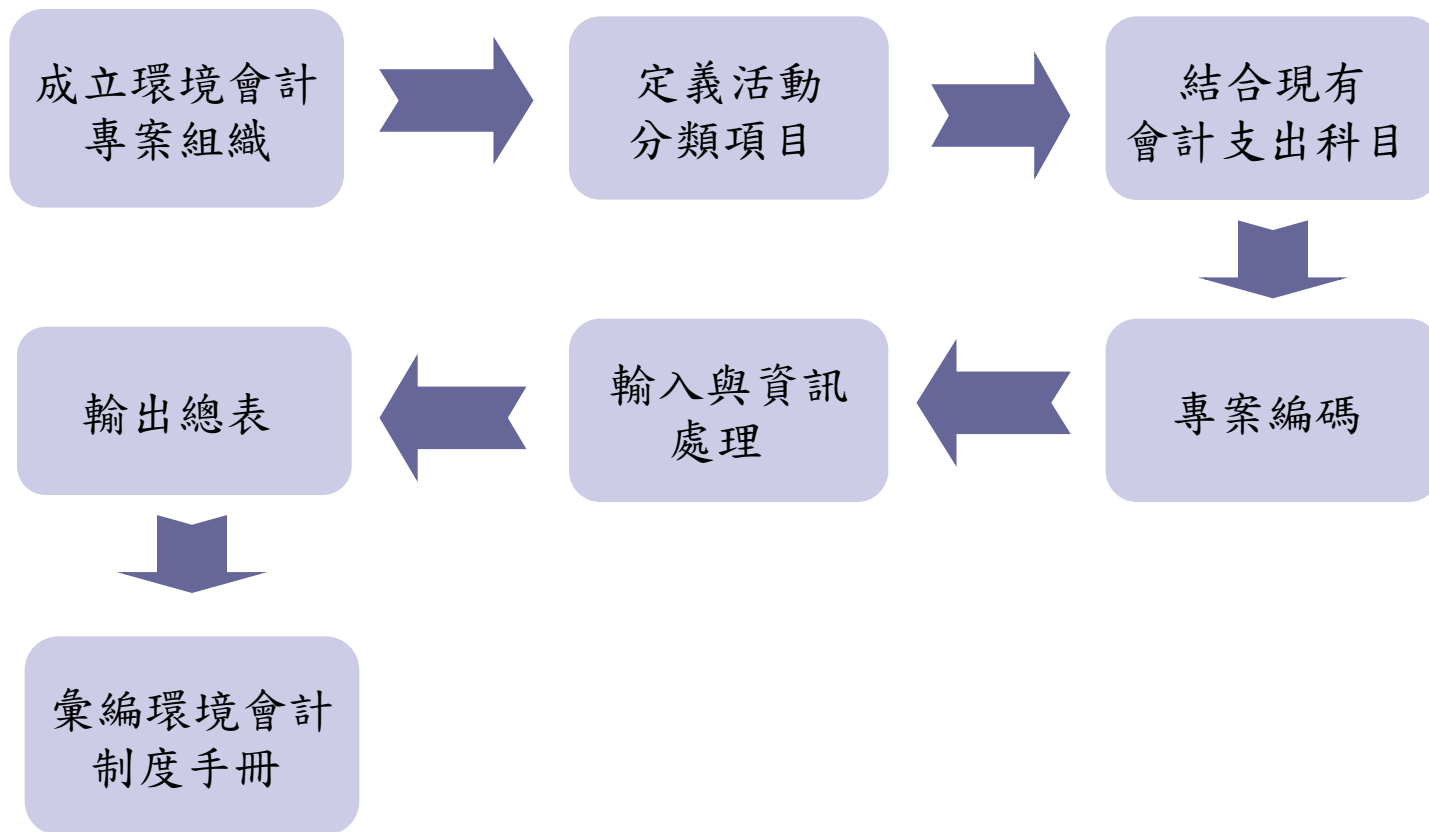 成立環境會計
專案組織
定義活動
分類項目
結合現有
會計支出科目
專案編碼
輸入與資訊
處理
輸出總表
彙編環境會計
制度手冊